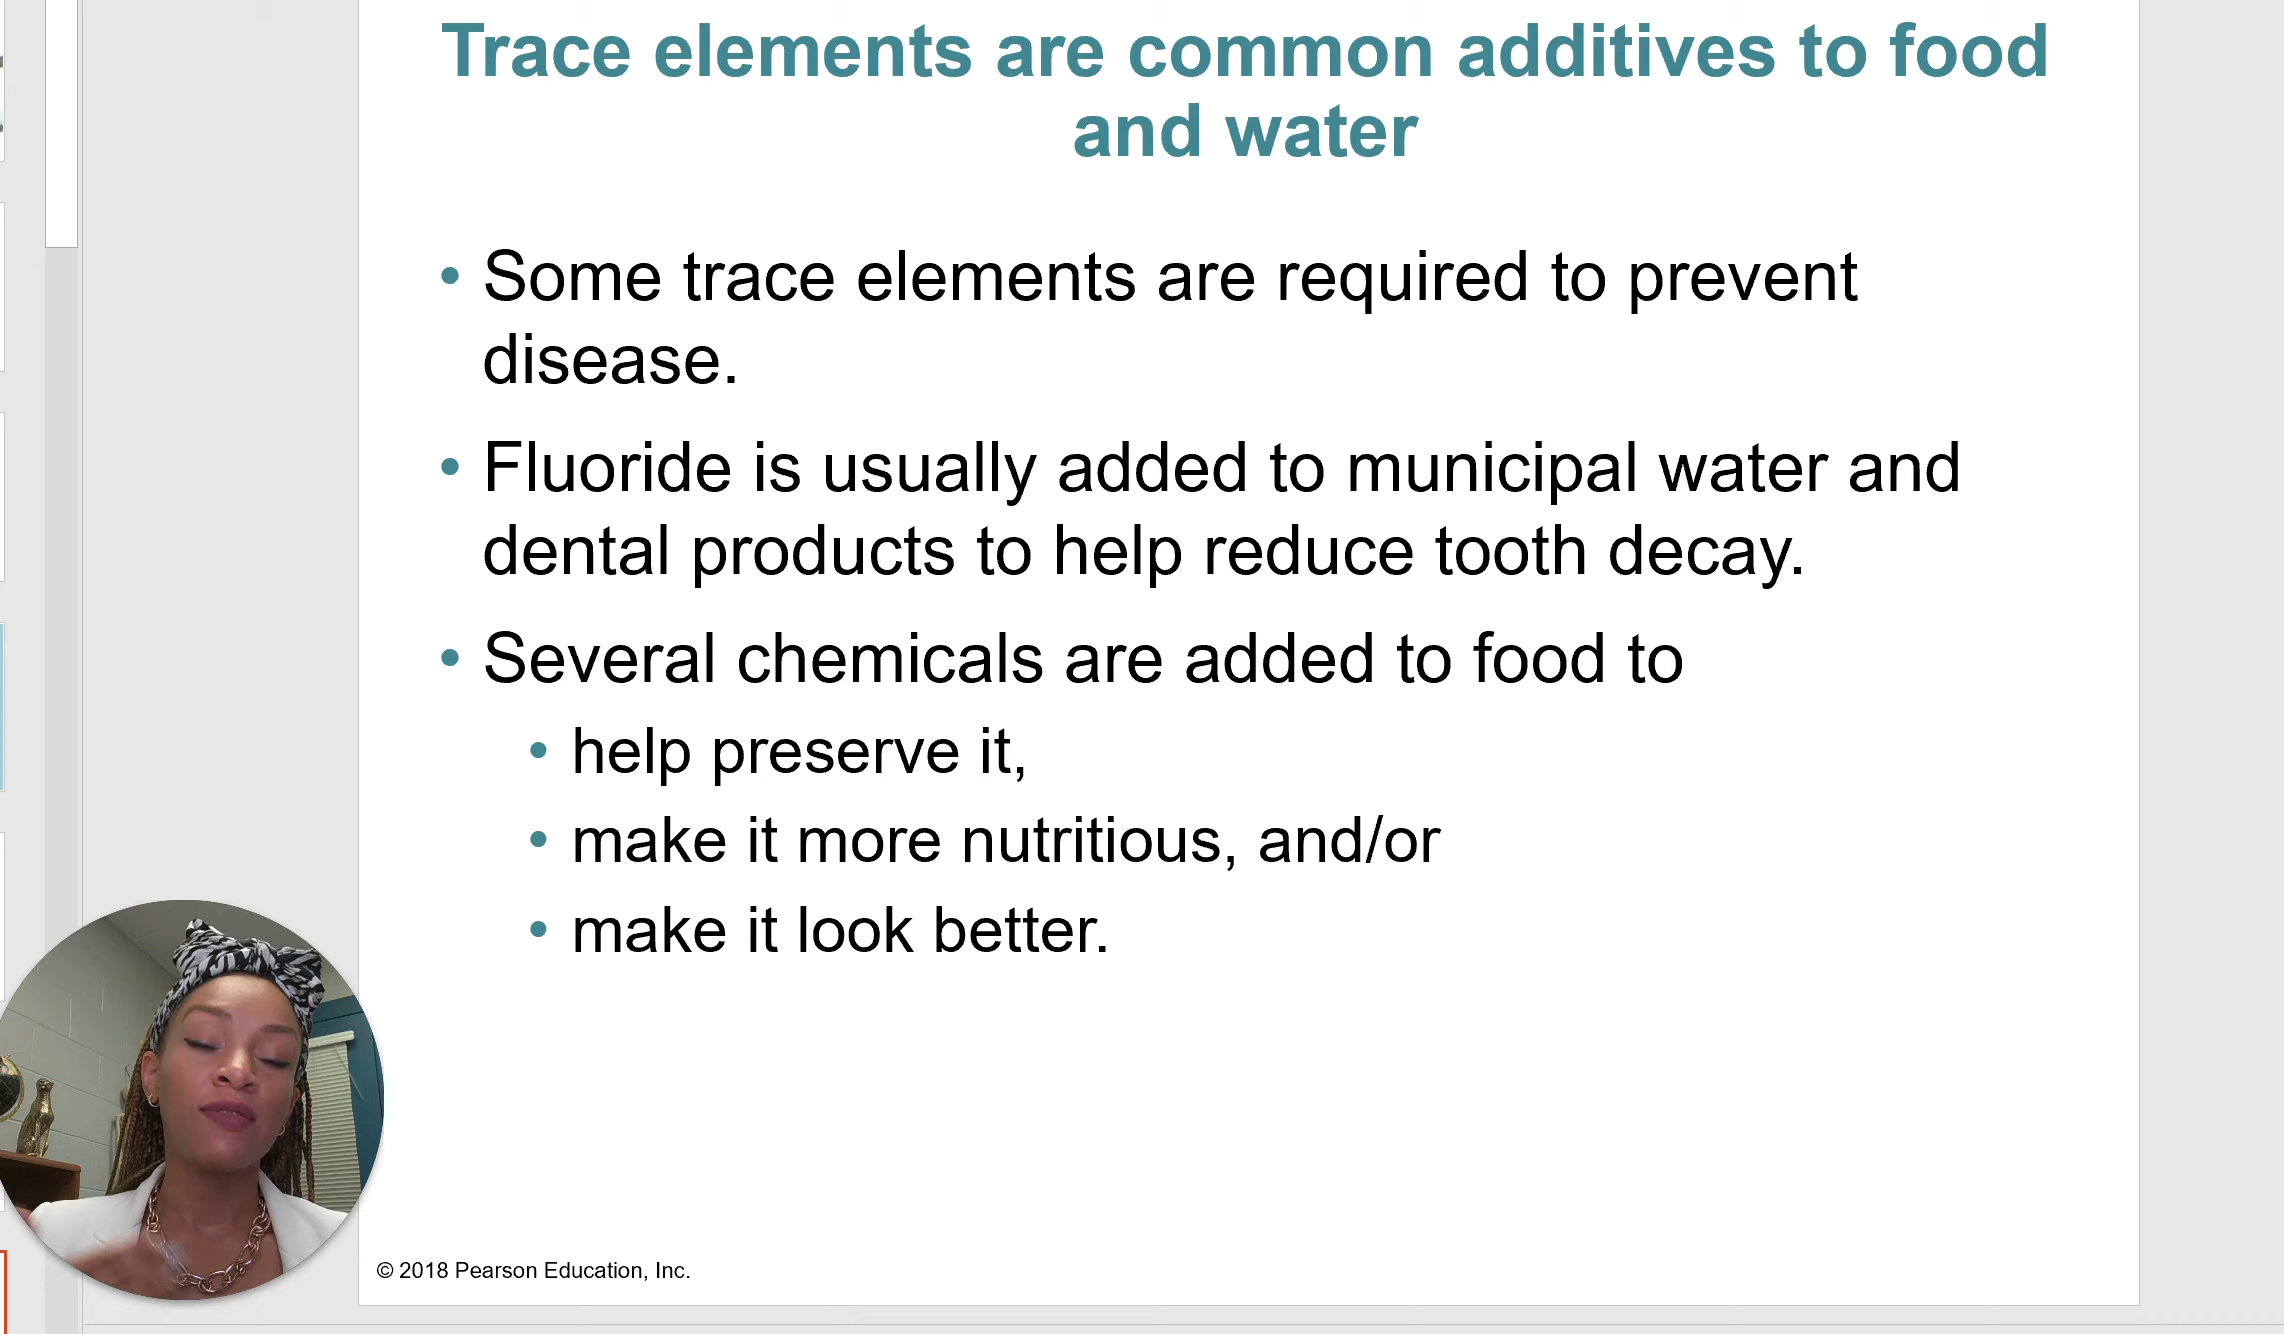 Trace elements are common additives to food
and water
• Some trace elements are required to prevent
disease.
• Fluoride is usually added to municipal water and
dental products to help reduce tooth decay.
• Several chemicals are added to food to
• help preserve it,
• make it more nutritious, and/or
• make it look better.
© 2018 Pearson Education, Inc.